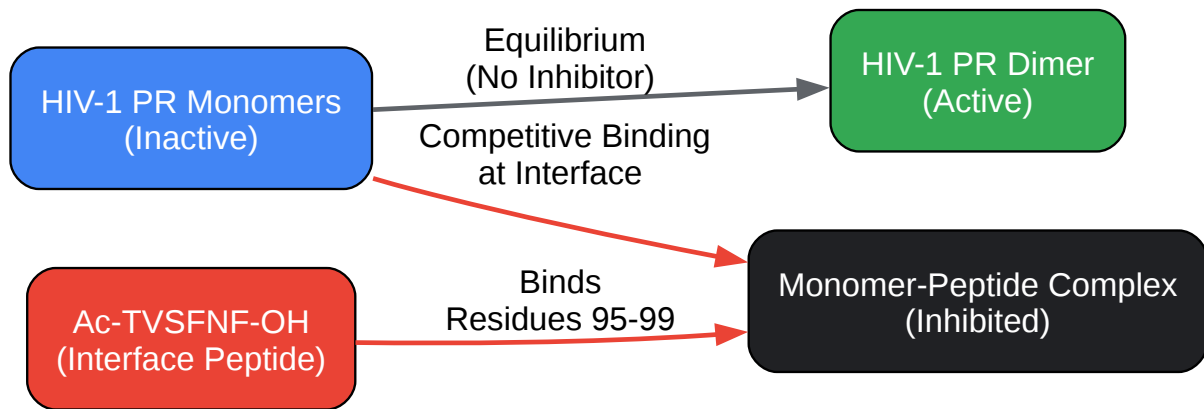 HIV-1 PR Monomers
(Inactive)
Equilibrium
(No Inhibitor)
HIV-1 PR Dimer
(Active)
Competitive Binding
at Interface
Ac-TVSFNF-OH
(Interface Peptide)
Binds
Residues 95-99
Monomer-Peptide Complex
(Inhibited)